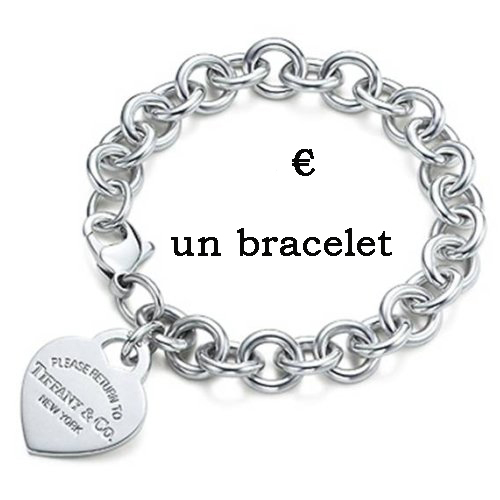 €
un bracelet
PLEASE RETURN TO
TIFFANY & CO.
NEW YORK